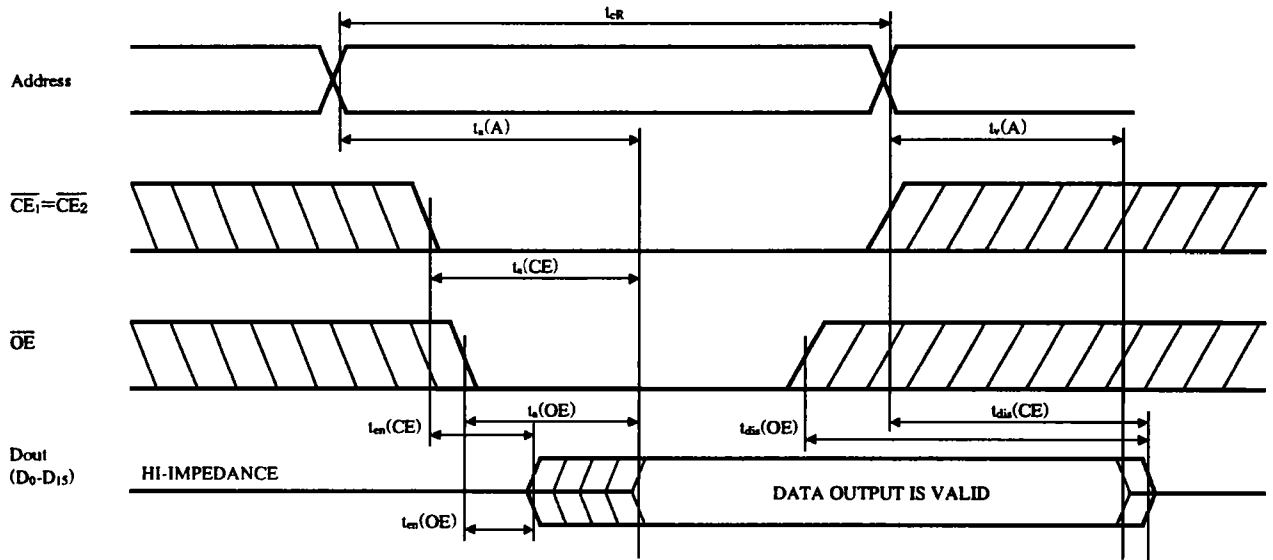 tcR
Address
ta(A)
tv(A)
CE1=CE2
ta(CE)
OE
ta(OE)
tdis(CE)
ten(CE)
tdis(OE)
Dout
(D0-D15)
HI-IMPEDANCE
DATA OUTPUT IS VALID
ten(OE)